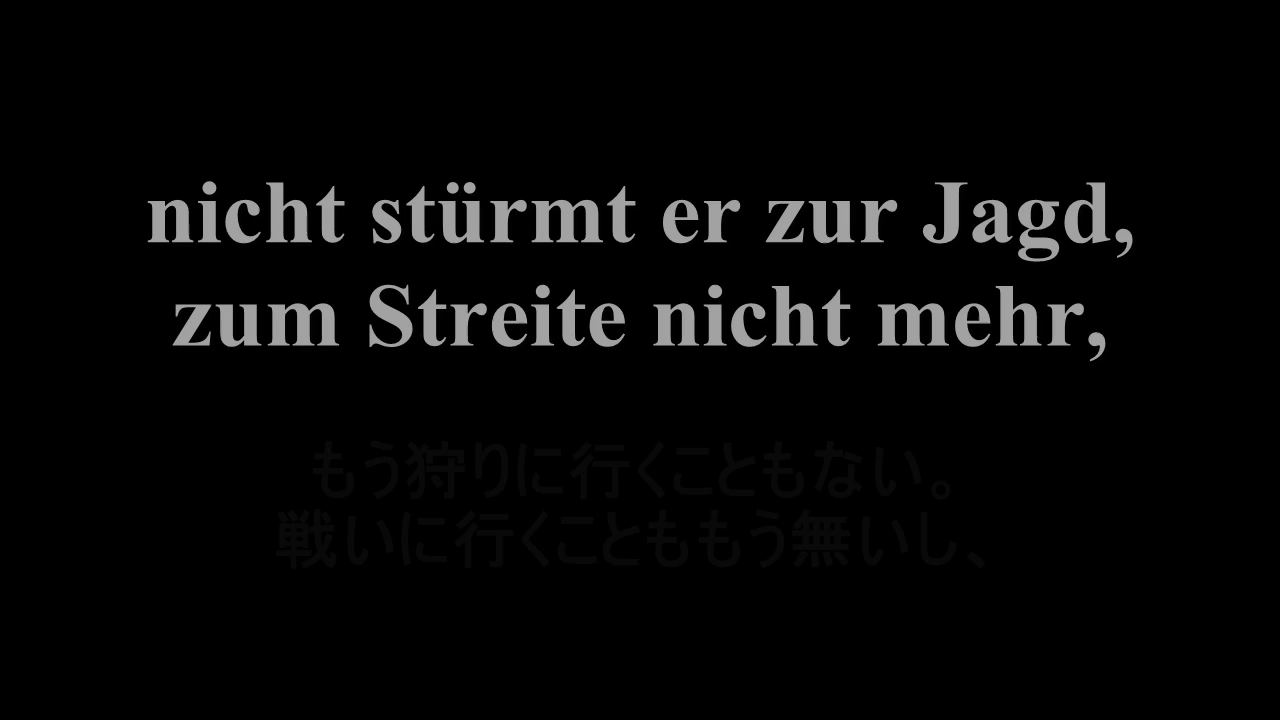 nicht stürmt er zur Jagd,
zum Streite nicht mehr,
もう狩りに行くこともない。
戦いに行くことももう無いし、